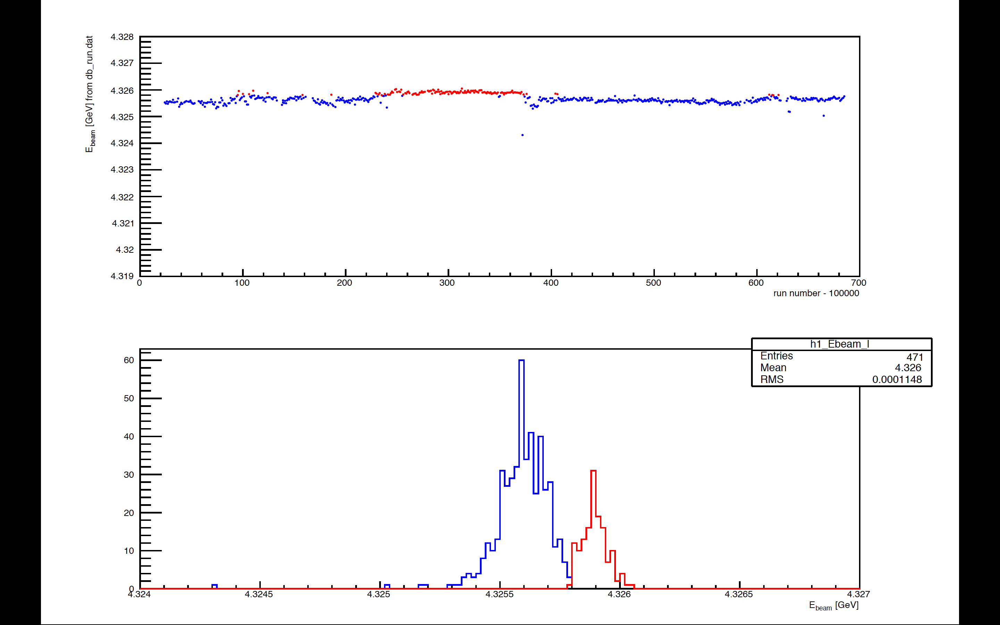 E_beam [GeV] from db_run.dat
4.328
4.327
4.326
4.325
4.324
4.323
4.322
4.321
4.32
4.319
0 100 200 300 400 500 600 700
run number - 100000
h1_Ebeam_l
Entries 471
Mean 4.326
RMS 0.0001148
60
50
40
30
20
10
0
4.324 4.3245 4.325 4.3255 4.326 4.3265 4.327
E_beam [GeV]